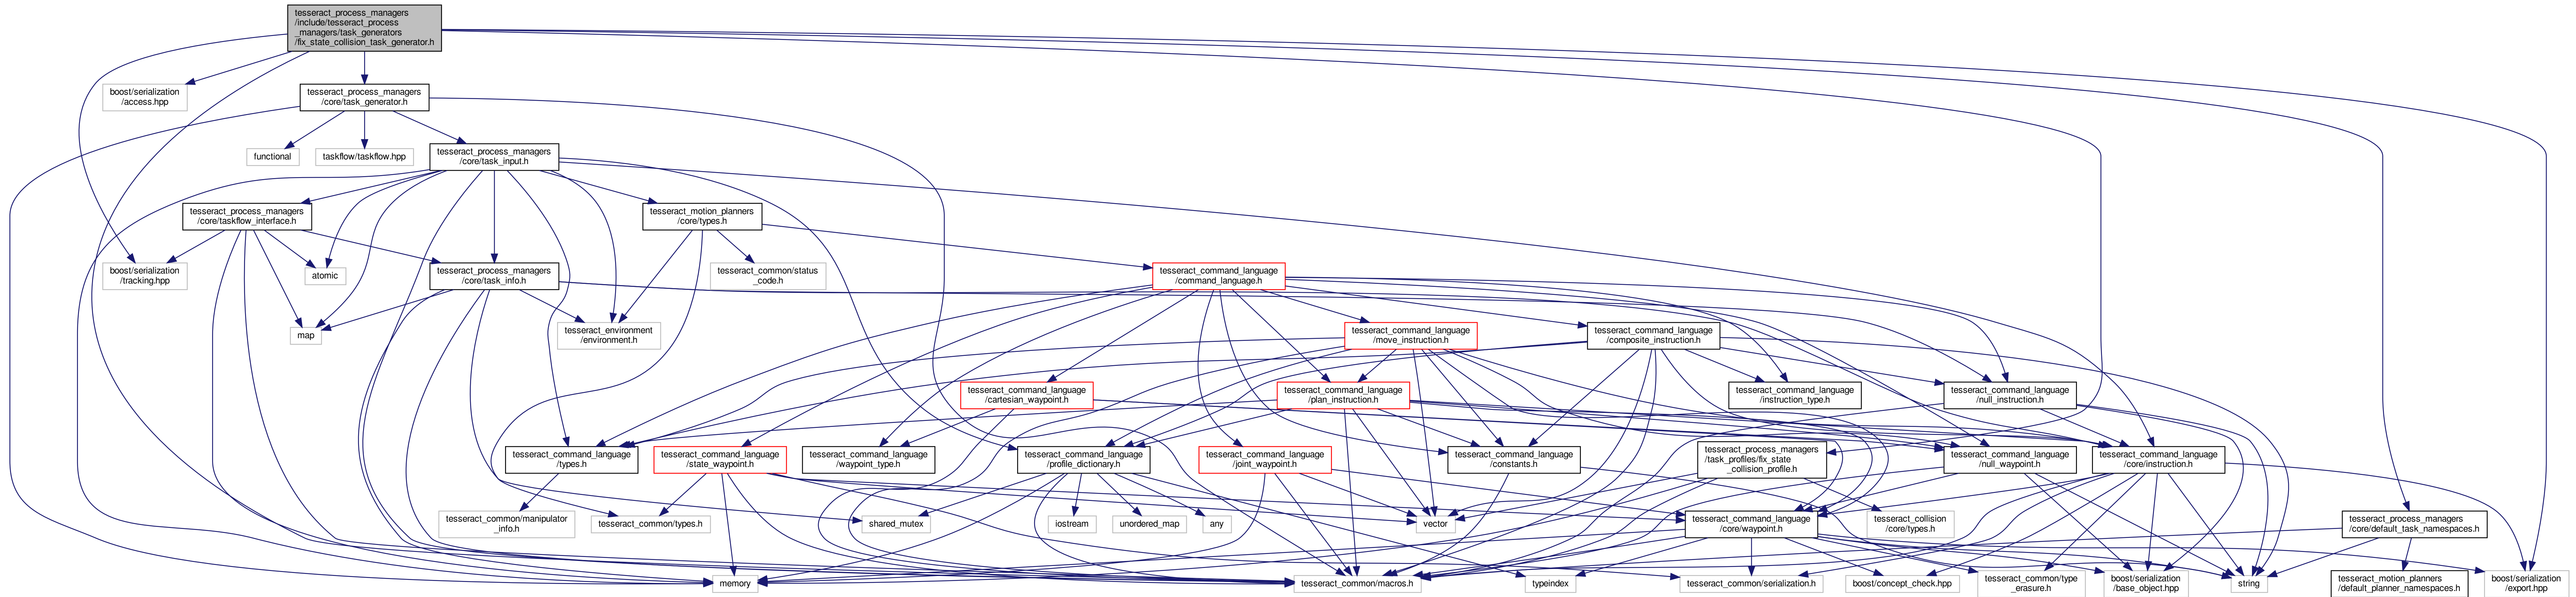 tesseract_process_managers
/include/tesseract_process
_managers/task_generators
/fix_state_collision_task_generator.h
boost/serialization
/access.hpp
tesseract_process_managers
/core/task_generator.h
functional
taskflow/taskflow.hpp
tesseract_process_managers
/core/task_input.h
tesseract_process_managers
/core/taskflow_interface.h
tesseract_motion_planners
/core/types.h
boost/serialization
/tracking.hpp
atomic
tesseract_process_managers
/core/task_info.h
tesseract_common/status
_code.h
tesseract_command_language
/command_language.h
map
tesseract_environment
/environment.h
tesseract_command_language
/move_instruction.h
tesseract_command_language
/composite_instruction.h
tesseract_command_language
/cartesian_waypoint.h
tesseract_command_language
/plan_instruction.h
tesseract_command_language
/instruction_type.h
tesseract_command_language
/null_instruction.h
tesseract_command_language
/types.h
tesseract_command_language
/state_waypoint.h
tesseract_command_language
/waypoint_type.h
tesseract_command_language
/profile_dictionary.h
tesseract_command_language
/joint_waypoint.h
tesseract_command_language
/constants.h
tesseract_process_managers
/task_profiles/fix_state
_collision_profile.h
tesseract_command_language
/null_waypoint.h
tesseract_command_language
/core/instruction.h
tesseract_common/manipulator
_info.h
tesseract_common/types.h
shared_mutex
iostream
unordered_map
any
vector
tesseract_command_language
/core/waypoint.h
tesseract_collision
/core/types.h
tesseract_process_managers
/core/default_task_namespaces.h
memory
tesseract_common/macros.h
typeindex
tesseract_common/serialization.h
boost/concept_check.hpp
tesseract_common/type
_erasure.h
boost/serialization
/base_object.hpp
string
tesseract_motion_planners
/default_planner_namespaces.h
boost/serialization
/export.hpp